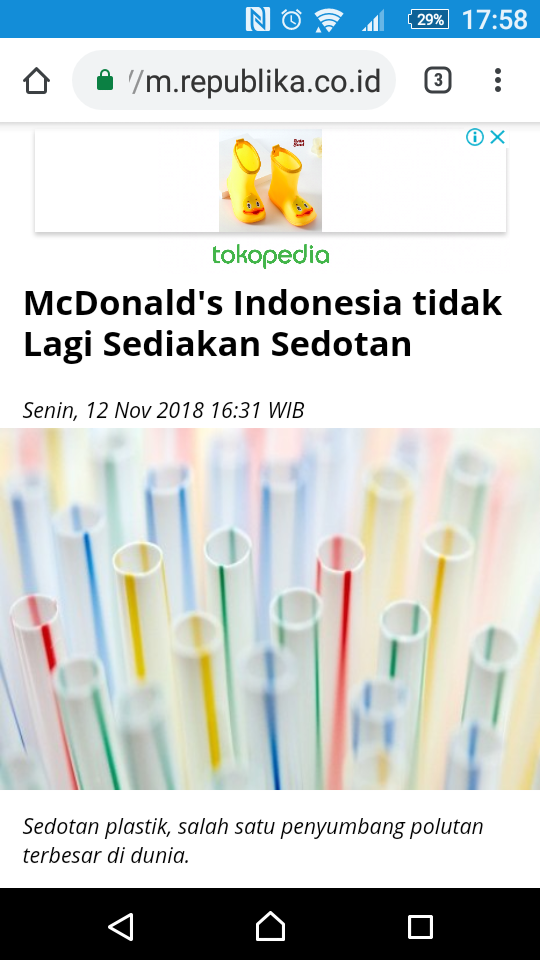 29%
17:58
//m.republika.co.id
3
tokopedia
McDonald's Indonesia tidak
Lagi Sediakan Sedotan
Senin, 12 Nov 2018 16:31 WIB
Sedotan plastik, salah satu penyumbang polutan
terbesar di dunia.